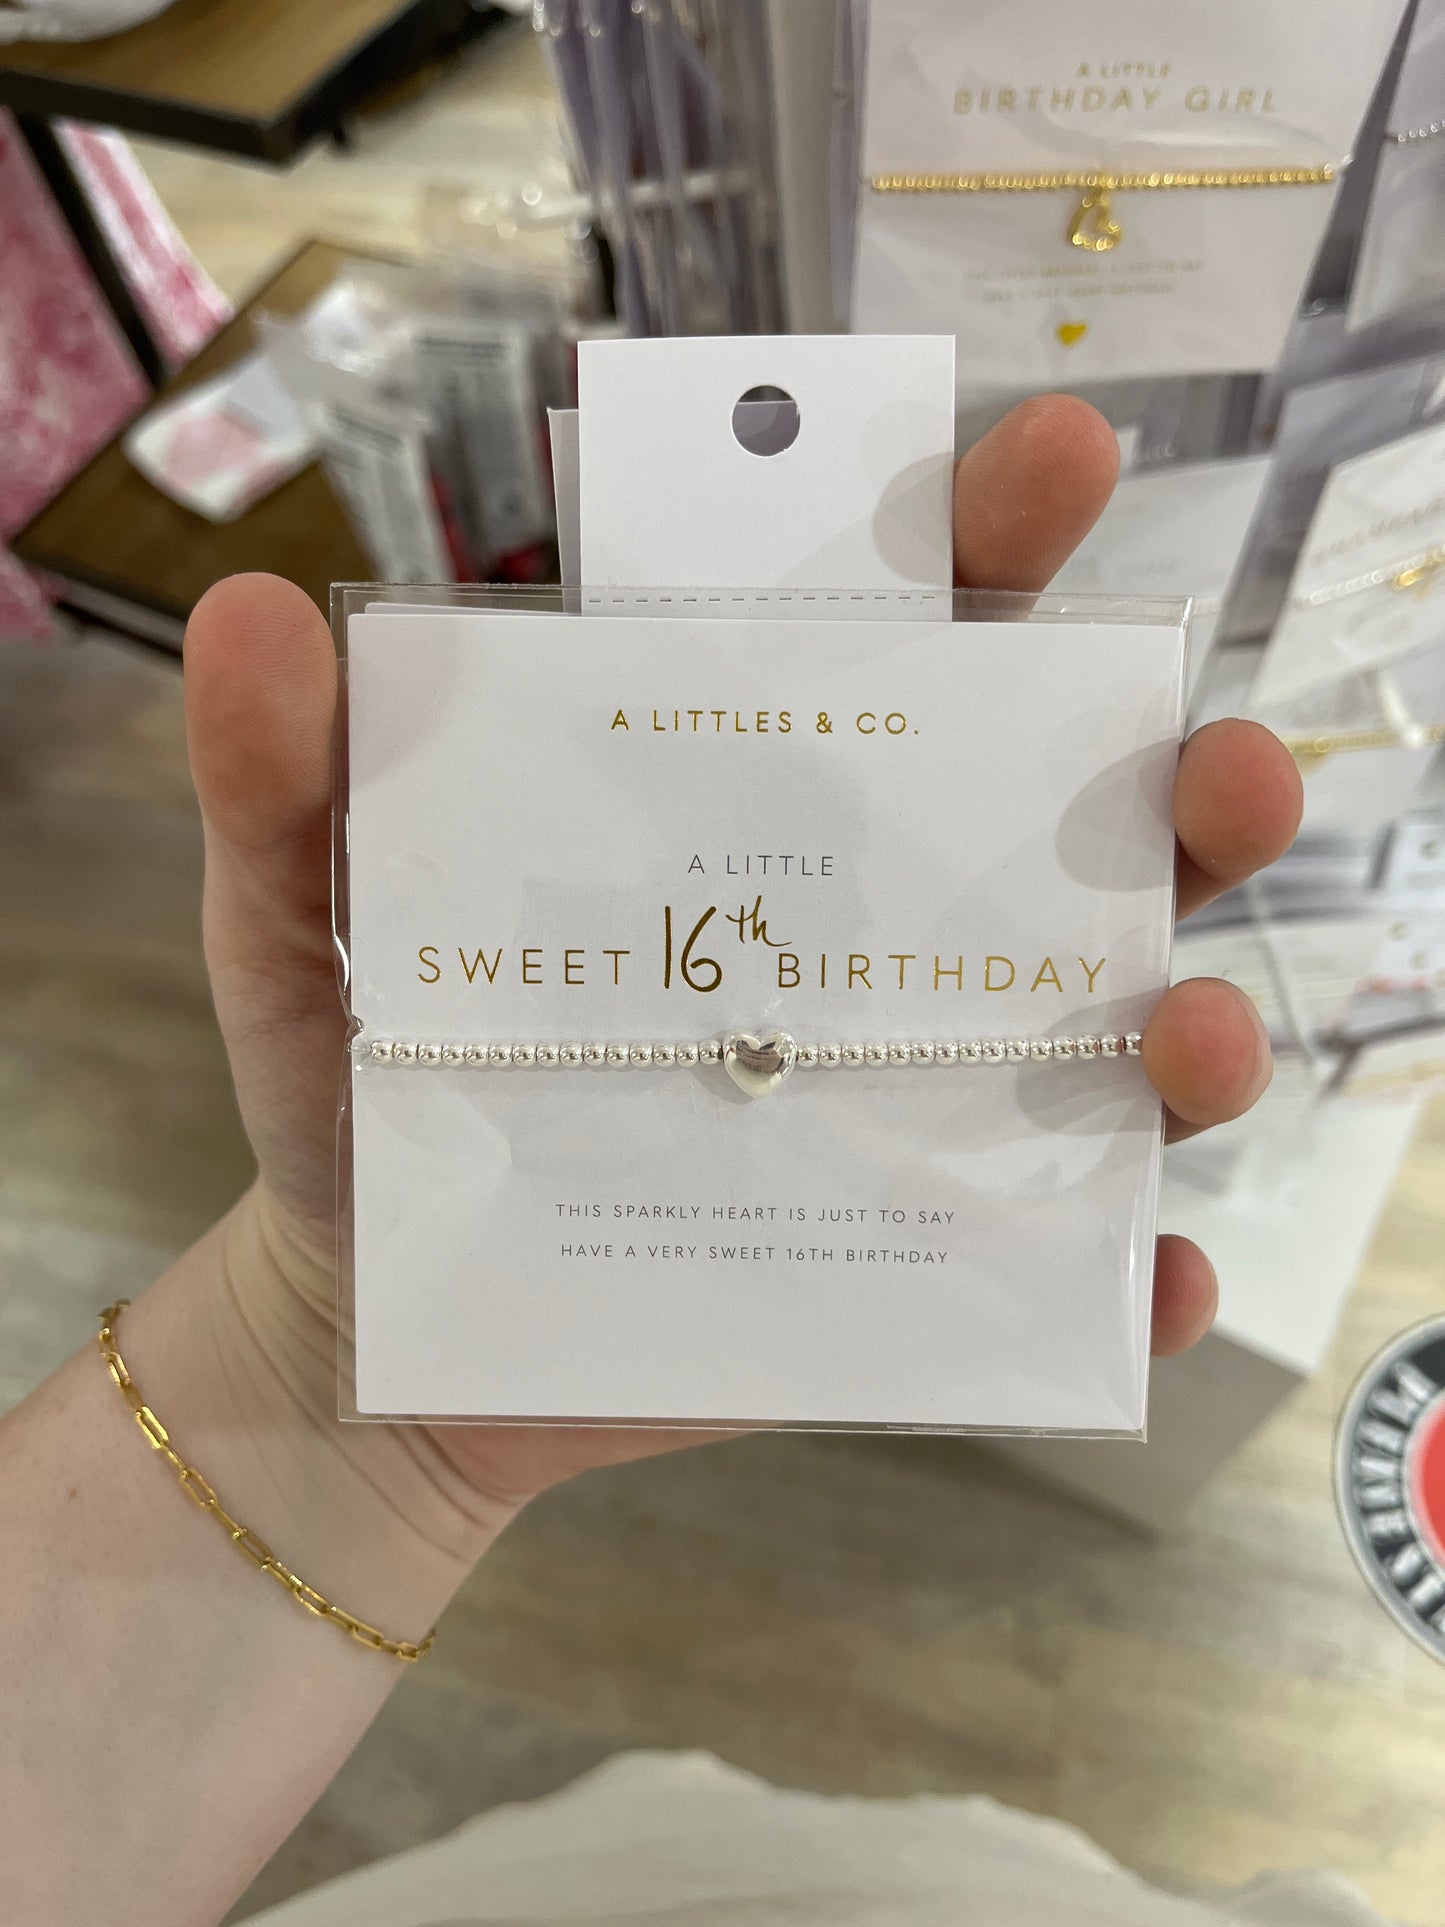 A LITTLE
BIRTHDAY GIRL
A LITTLES & CO.
A LITTLE
SWEET 16th BIRTHDAY
THIS SPARKLY HEART IS JUST TO SAY
HAVE A VERY SWEET 16TH BIRTHDAY